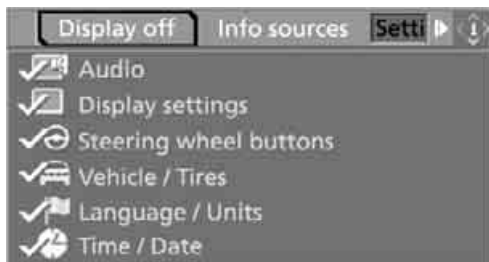 Display off Info sources Setti
Audio
Display settings
Steering wheel buttons
Vehicle / Tires
Language / Units
Time / Date